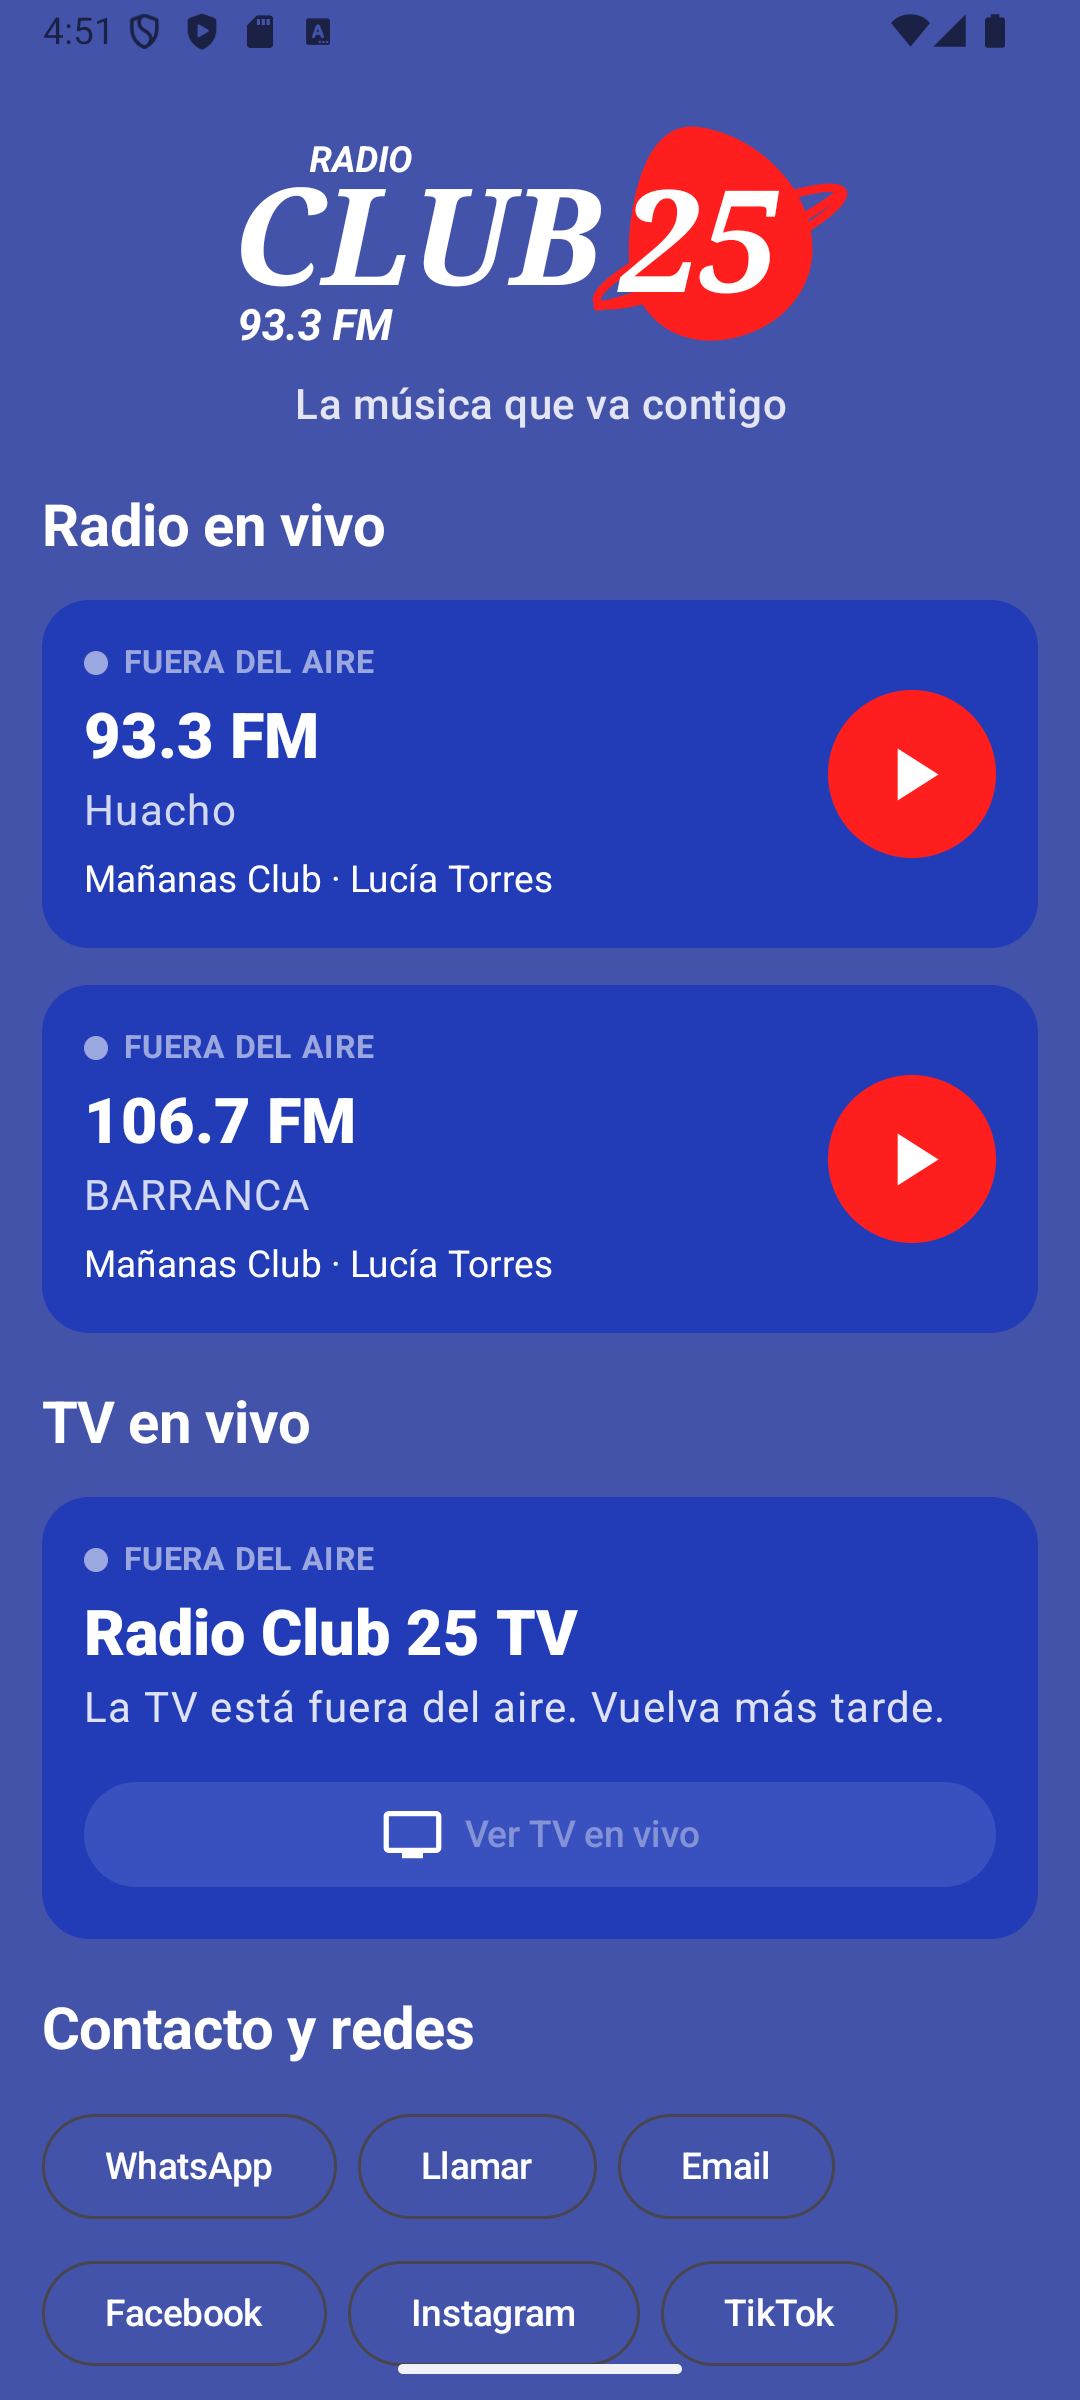 4:51
RADIO
CLUB 25
93.3 FM
La música que va contigo
Radio en vivo
FUERA DEL AIRE
93.3 FM
Huacho
Mañanas Club · Lucía Torres
FUERA DEL AIRE
106.7 FM
BARRANCA
Mañanas Club · Lucía Torres
TV en vivo
FUERA DEL AIRE
Radio Club 25 TV
La TV está fuera del aire. Vuelva más tarde.
Ver TV en vivo
Contacto y redes
WhatsApp Llamar Email
Facebook Instagram TikTok